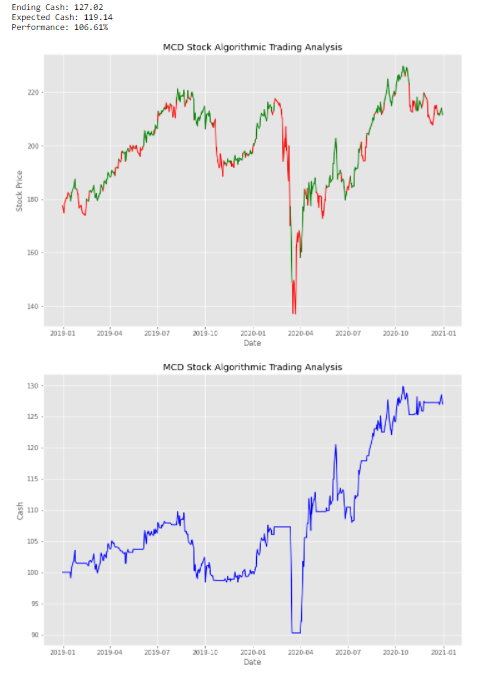 Ending Cash: 127.02
Expected Cash: 119.14
Performance: 106.61%
MCD Stock Algorithmic Trading Analysis
220
200
180
160
140
Stock Price
2019-01 2019-04 2019-07 2019-10 2020-01 2020-04 2020-07 2020-10 2021-01
Date
MCD Stock Algorithmic Trading Analysis
130
125
120
115
110
105
100
95
90
Cash
2019-01 2019-04 2019-07 2019-10 2020-01 2020-04 2020-07 2020-10 2021-01
Date